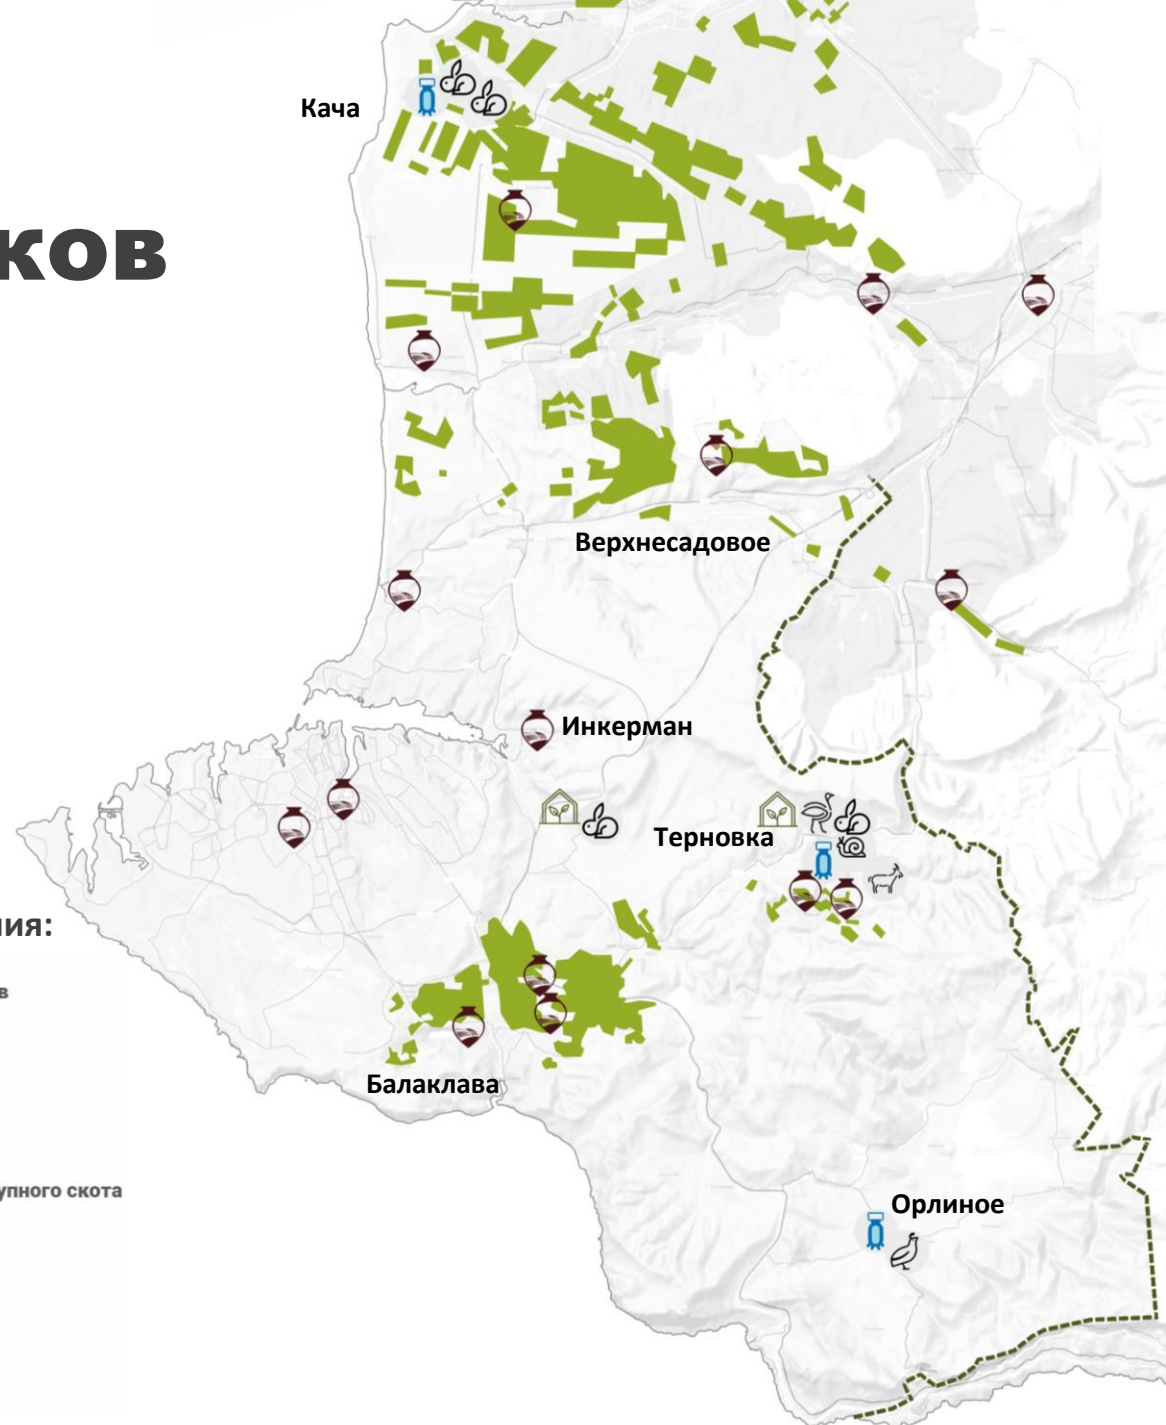 Кача
ков
Верхнесадовое
Инкерман
Терновка
ния:
в
Балаклава
упного скота
Орлиное